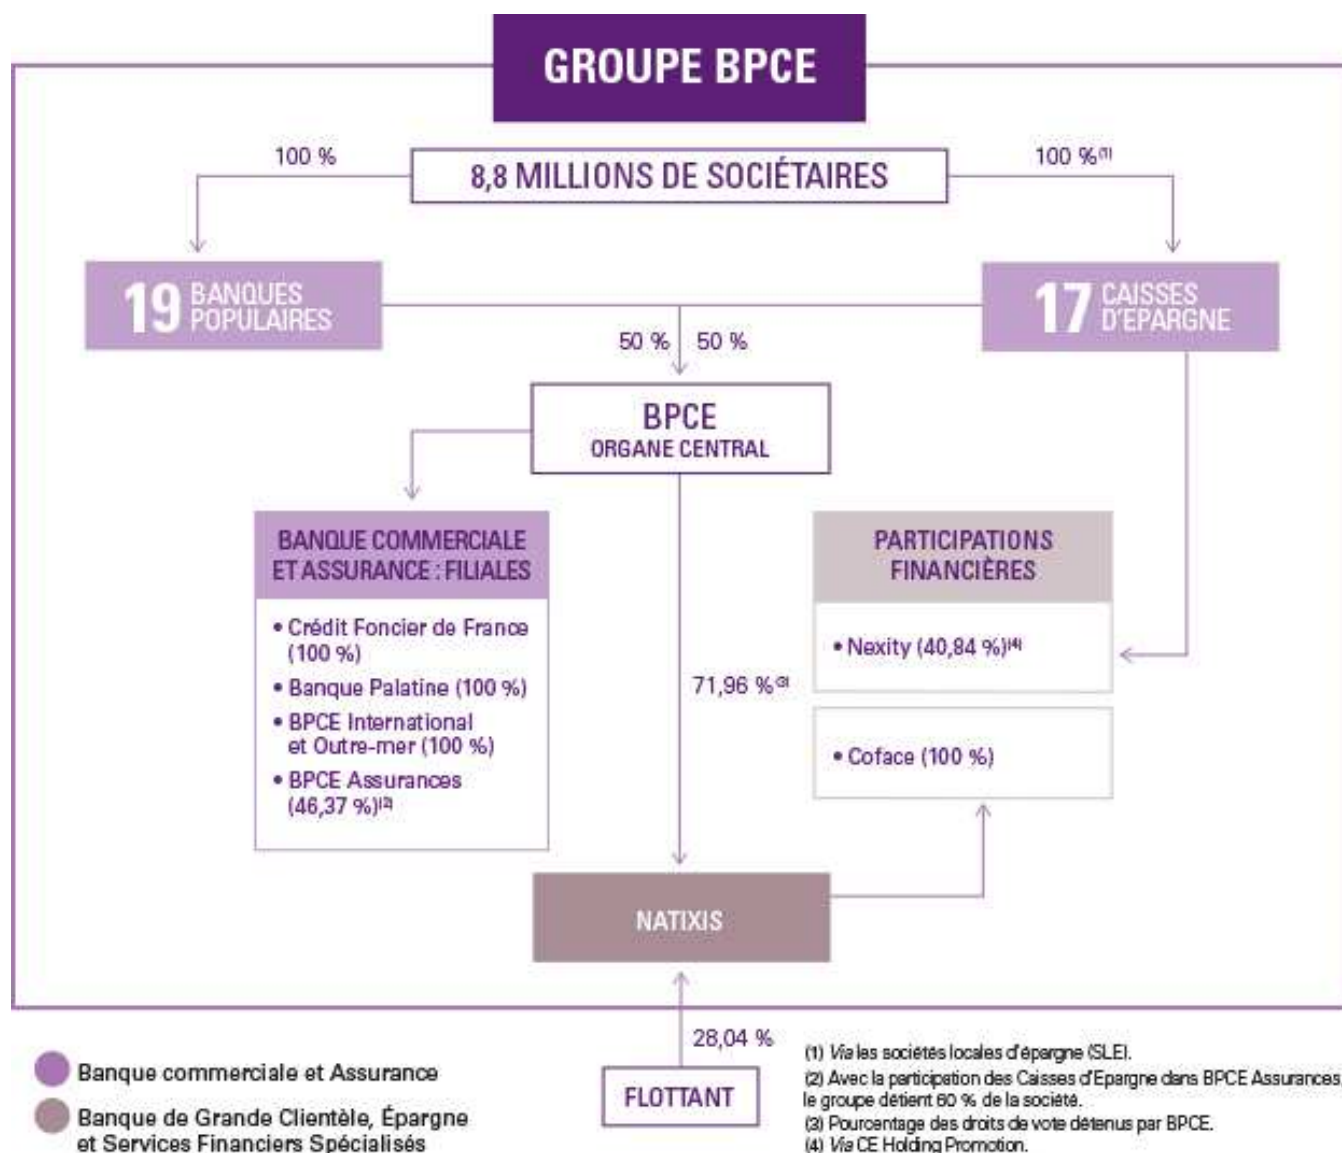 GROUPE BPCE
100 %
8,8 MILLIONS DE SOCIÉTAIRES
100 %(1)
19 BANQUES
POPULAIRES
17 CAISSES
D'EPARGNE
50 % 50 %
BPCE
ORGANE CENTRAL
BANQUE COMMERCIALE
ET ASSURANCE : FILIALES
• Crédit Foncier de France
(100 %)
• Banque Palatine (100 %)
• BPCE International
et Outre-mer (100 %)
• BPCE Assurances
(46,37 %)(2)
71,96 %(3)
PARTICIPATIONS
FINANCIÈRES
• Nexity (40,84 %)(4)
• Coface (100 %)
NATIXIS
28,04 %
FLOTTANT
Banque commerciale et Assurance
Banque de Grande Clientèle, Épargne
et Services Financiers Spécialisés
(1) Via les sociétés locales d'épargne (SLE).
(2) Avec la participation des Caisses d'Epargne dans BPCE Assurances
le groupe détient 60 % de la société.
(3) Pourcentage des droits de vote détenus par BPCE.
(4) Via CE Holding Promotion.